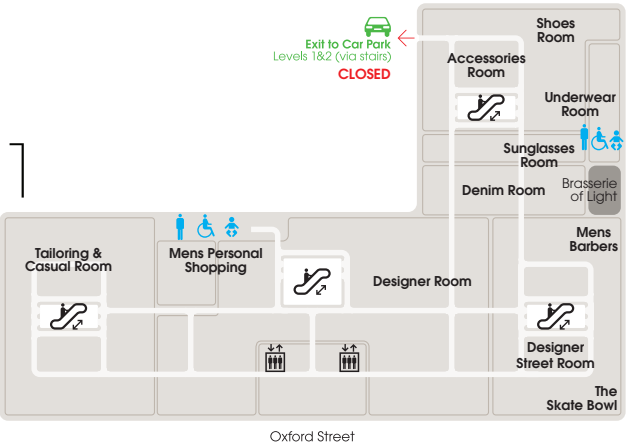 Shoes
Room
Exit to Car Park
Levels 1&2 (via stairs)
CLOSED
Accessories
Room
Underwear
Room
Sunglasses
Room
Denim Room
Brasserie
of Light
Mens
Barbers
Tailoring &
Casual Room
Mens Personal
Shopping
Designer Room
Designer
Street Room
The
Skate Bowl
Oxford Street